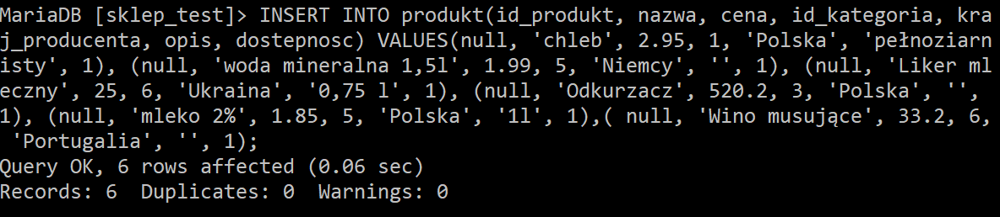 MariaDB [sklep_test]> INSERT INTO produkt(id_produkt, nazwa, cena, id_kategoria, kra
j_producenta, opis, dostepnosc) VALUES(null, 'chleb', 2.95, 1, 'Polska', 'pełnoziarn
isty', 1), (null, 'woda mineralna 1,5l', 1.99, 5, 'Niemcy', '', 1), (null, 'Liker ml
eczny', 25, 6, 'Ukraina', '0,75 l', 1), (null, 'Odkurzacz', 520.2, 3, 'Polska', '',
1), (null, 'mleko 2%', 1.85, 5, 'Polska', '1l', 1),( null, 'Wino musujące', 33.2, 6,
 'Portugalia', '', 1);
Query OK, 6 rows affected (0.06 sec)
Records: 6  Duplicates: 0  Warnings: 0